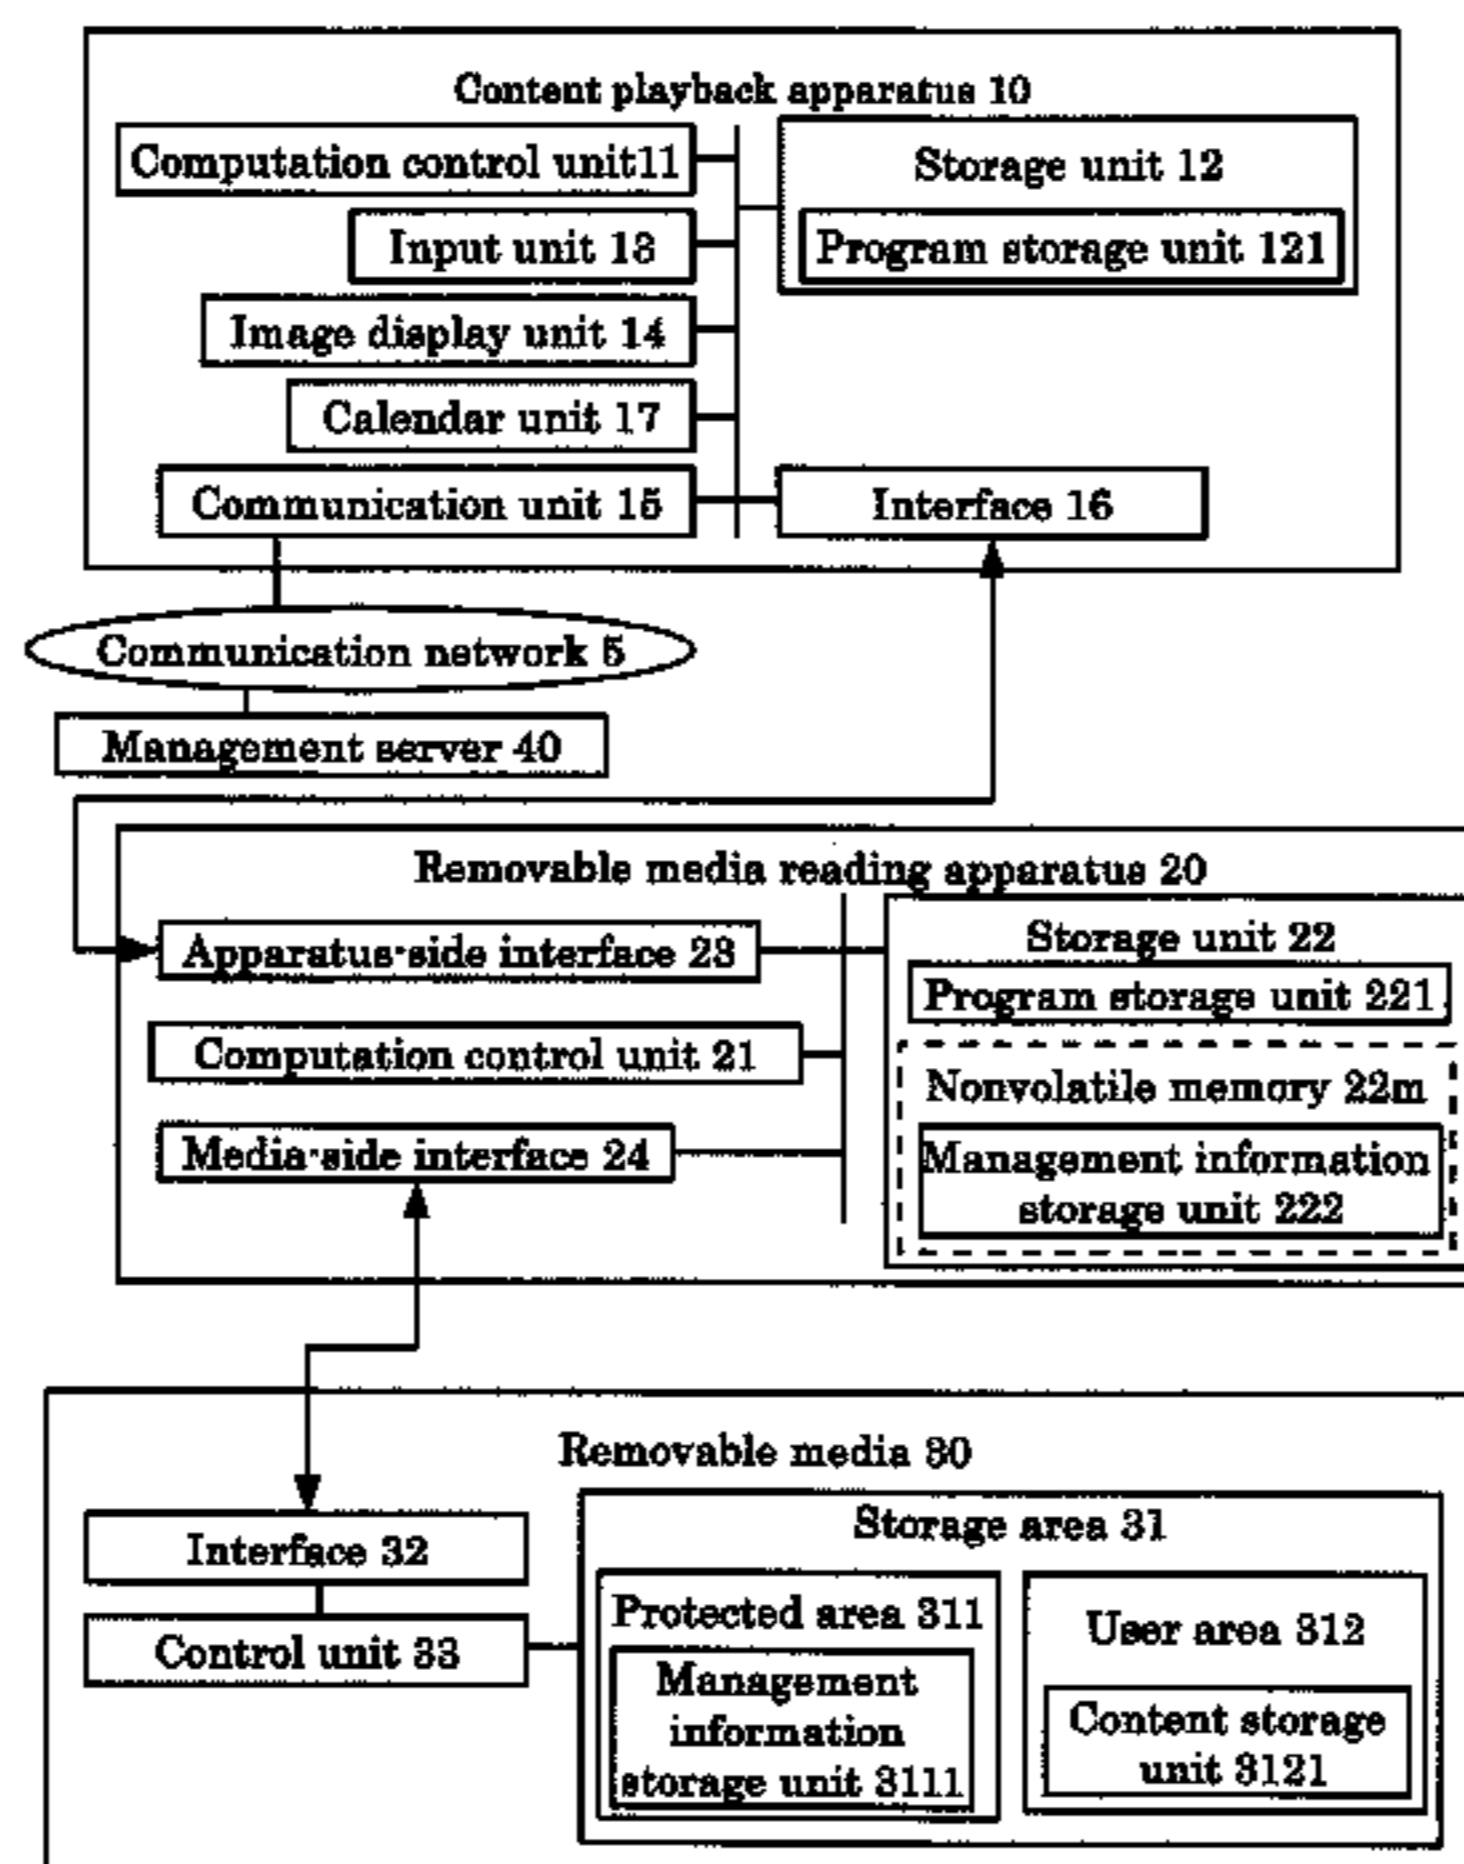 Content playback apparatus 10
Computation control unit11
Storage unit 12
Input unit 13
Program storage unit 121
Image display unit 14
Calendar unit 17
Communication unit 15
Interface 16
Communication network 5
Management server 40
Removable media reading apparatus 20
Apparatus-side interface 23
Storage unit 22
Program storage unit 221
Computation control unit 21
Nonvolatile memory 22m
Media-side interface 24
Management information
storage unit 222
Removable media 30
Storage area 31
Interface 32
Protected area 311
User area 312
Control unit 33
Management
information
storage unit 3111
Content storage
unit 3121